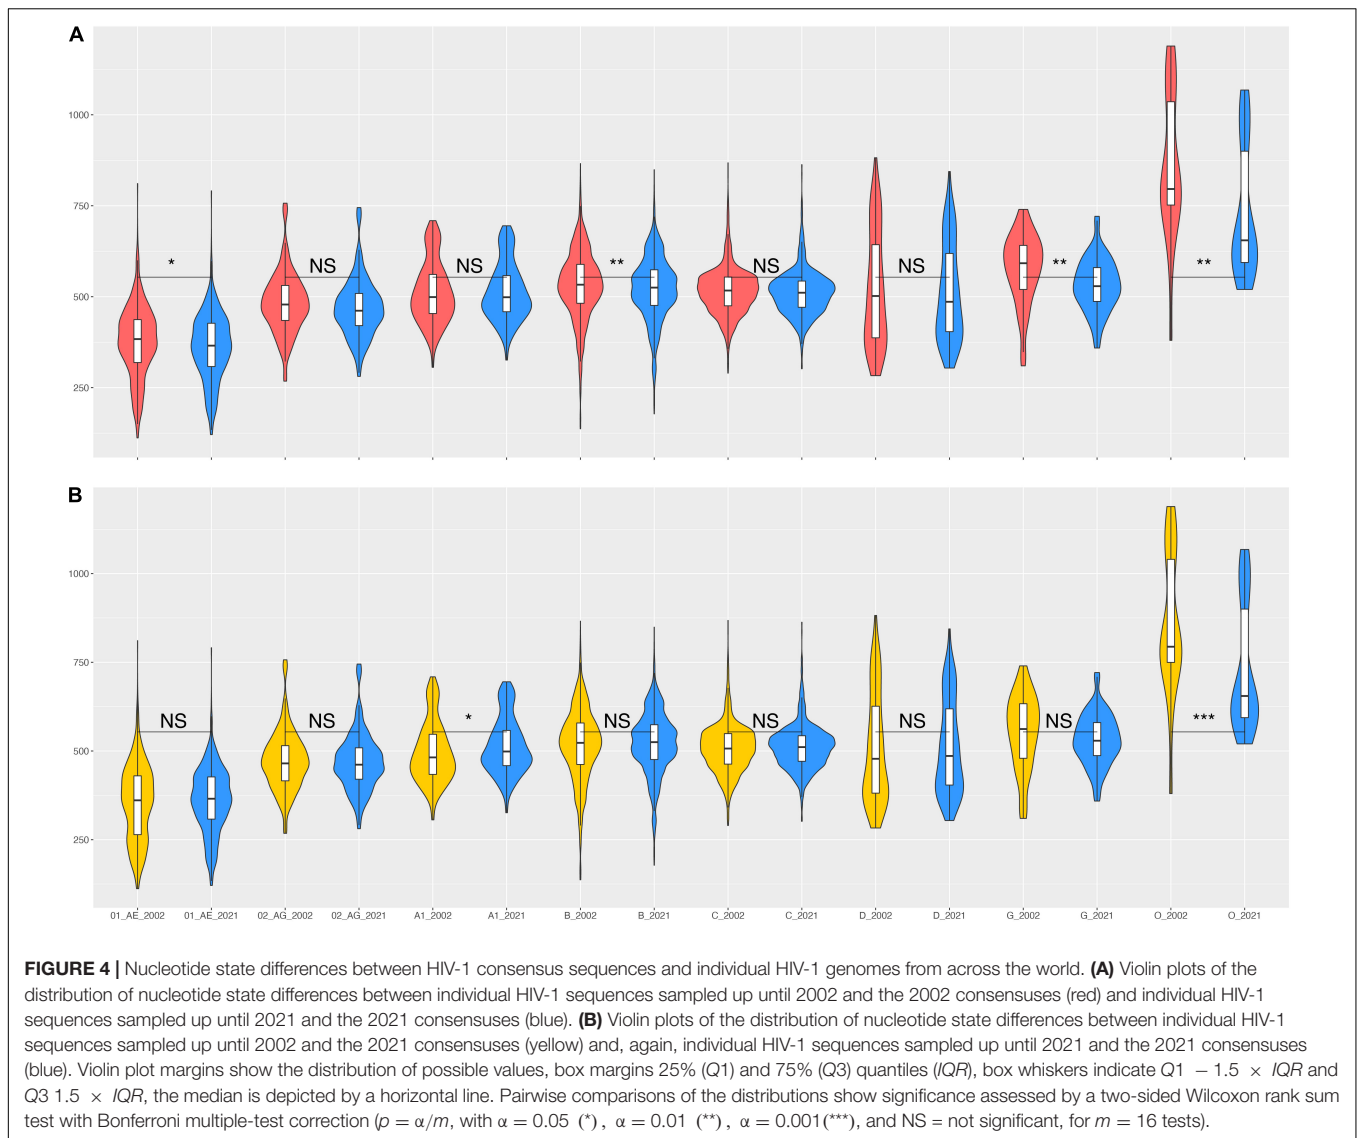 A
1000
750
500
250
*
NS
NS
**
NS
NS
**
**
B
1000
750
500
250
NS
NS
*
NS
NS
NS
NS
***
01_AE_2002 01_AE_2021 02_AG_2002 02_AG_2021 A1_2002 A1_2021 B_2002 B_2021 C_2002 C_2021 D_2002 D_2021 G_2002 G_2021 O_2002 O_2021
FIGURE 4 | Nucleotide state differences between HIV-1 consensus sequences and individual HIV-1 genomes from across the world. (A) Violin plots of the
distribution of nucleotide state differences between individual HIV-1 sequences sampled up until 2002 and the 2002 consensuses (red) and individual HIV-1
sequences sampled up until 2021 and the 2021 consensuses (blue). (B) Violin plots of the distribution of nucleotide state differences between individual HIV-1
sequences sampled up until 2002 and the 2021 consensuses (yellow) and, again, individual HIV-1 sequences sampled up until 2021 and the 2021 consensuses
(blue). Violin plot margins show the distribution of possible values, box margins 25% (Q1) and 75% (Q3) quantiles (IQR), box whiskers indicate Q1 − 1.5 × IQR and
Q3 1.5 × IQR, the median is depicted by a horizontal line. Pairwise comparisons of the distributions show significance assessed by a two-sided Wilcoxon rank sum
test with Bonferroni multiple-test correction (p = α/m, with α = 0.05 (*), α = 0.01 (**), α = 0.001(***), and NS = not significant, for m = 16 tests).